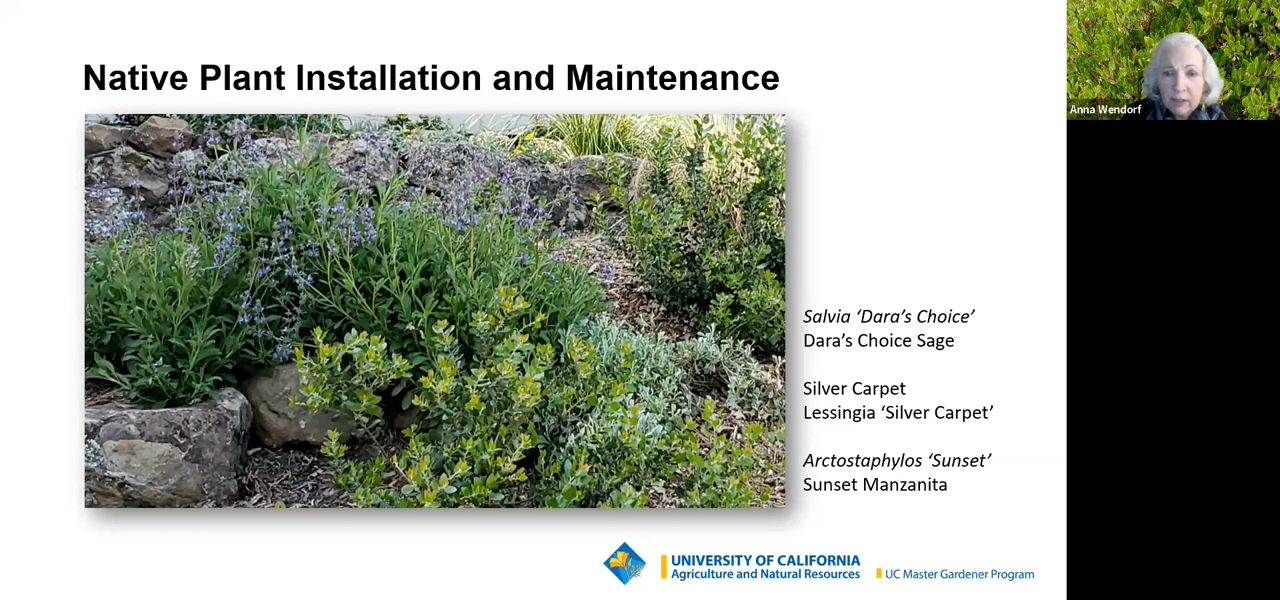 Native Plant Installation and Maintenance
Anna Wendorf
Salvia ‘Dara’s Choice’
Dara’s Choice Sage
Silver Carpet
Lessingia ‘Silver Carpet’
Arctostaphylos ‘Sunset’
Sunset Manzanita
UNIVERSITY OF CALIFORNIA
Agriculture and Natural Resources
UC Master Gardener Program